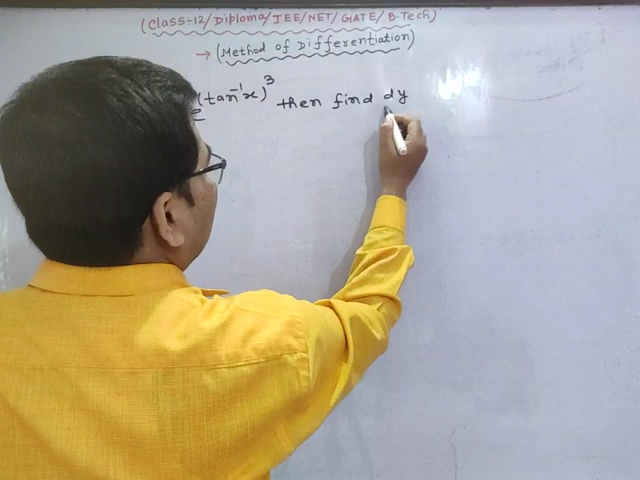 (Class:-12/Diploma/JEE/NET/GATE/B.Tech)
→ (Method of Differentiation)
e^(tan⁻¹x)³ then find dy